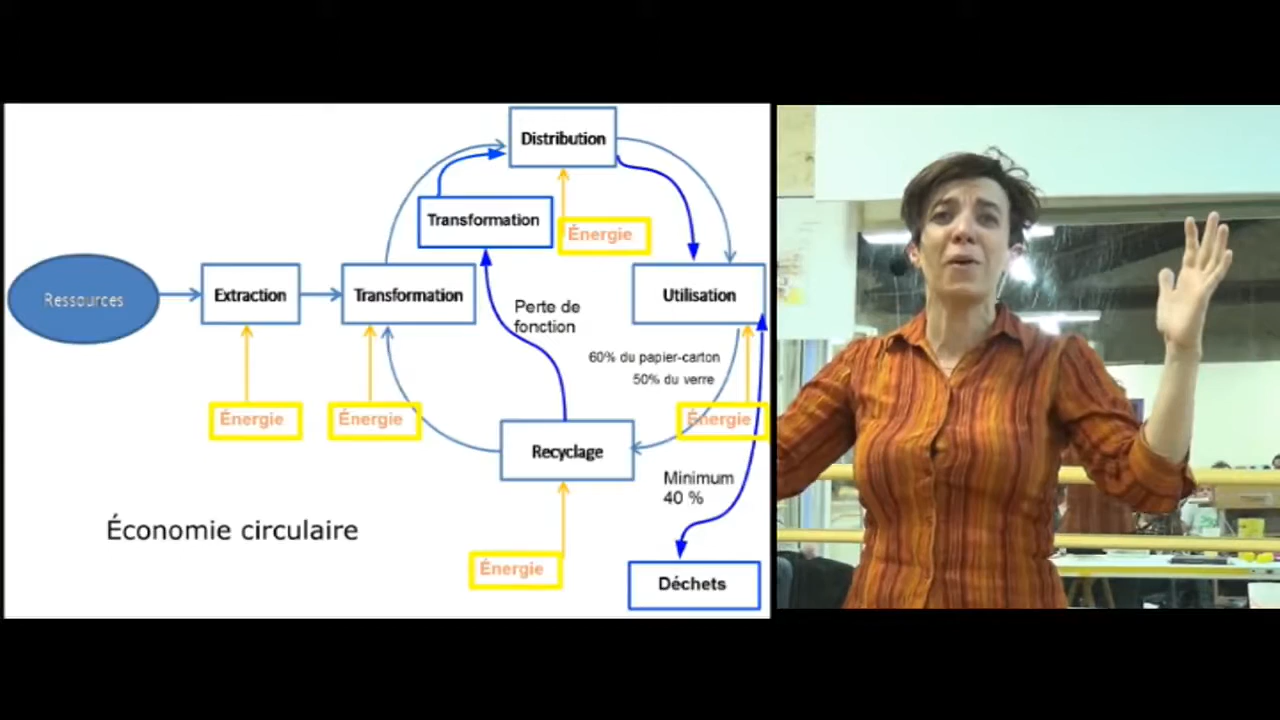 Distribution
Transformation
Énergie
Ressources
Extraction
Transformation
Utilisation
Perte de
fonction
60% du papier-carton
50% du verre
Énergie
Énergie
Énergie
Recyclage
Minimum
40 %
Économie circulaire
Énergie
Déchets